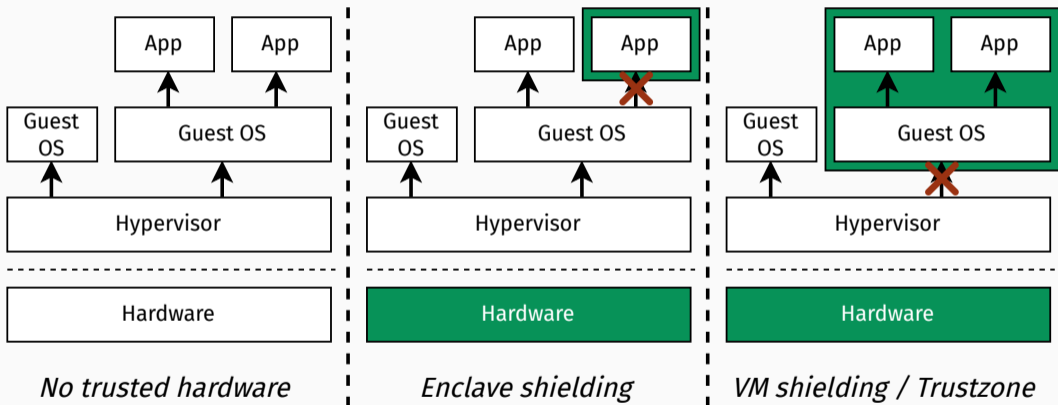 App
App
Guest
OS
Guest OS
Hypervisor
Hardware
No trusted hardware
App
App
Guest
OS
Guest OS
Hypervisor
Hardware
Enclave shielding
App
App
Guest
OS
Guest OS
Hypervisor
Hardware
VM shielding / Trustzone